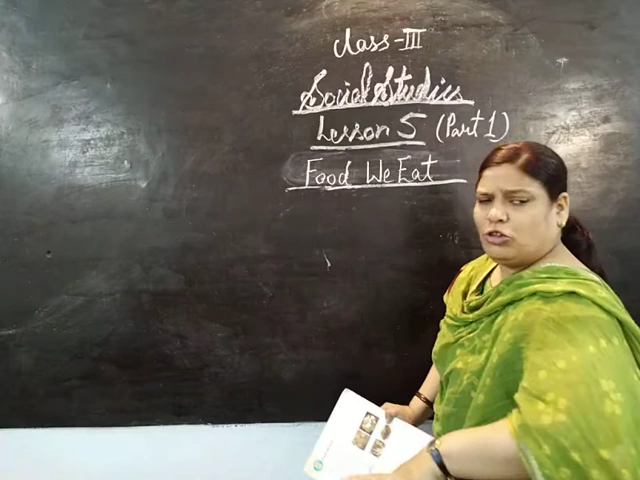 Class-III
Social Studies
Lesson 5 (Part 1)
Food We Eat